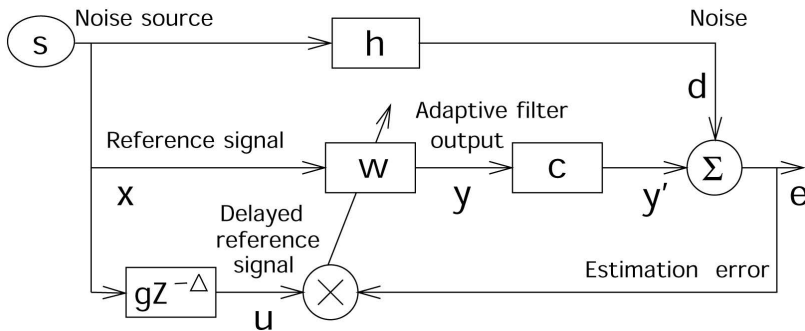 Noise source
Noise
s
h
d
Reference signal
Adaptive filter
output
w
c
Σ
x
y
y′
e
Delayed
reference
signal
gz⁻Δ
u
×
Estimation error